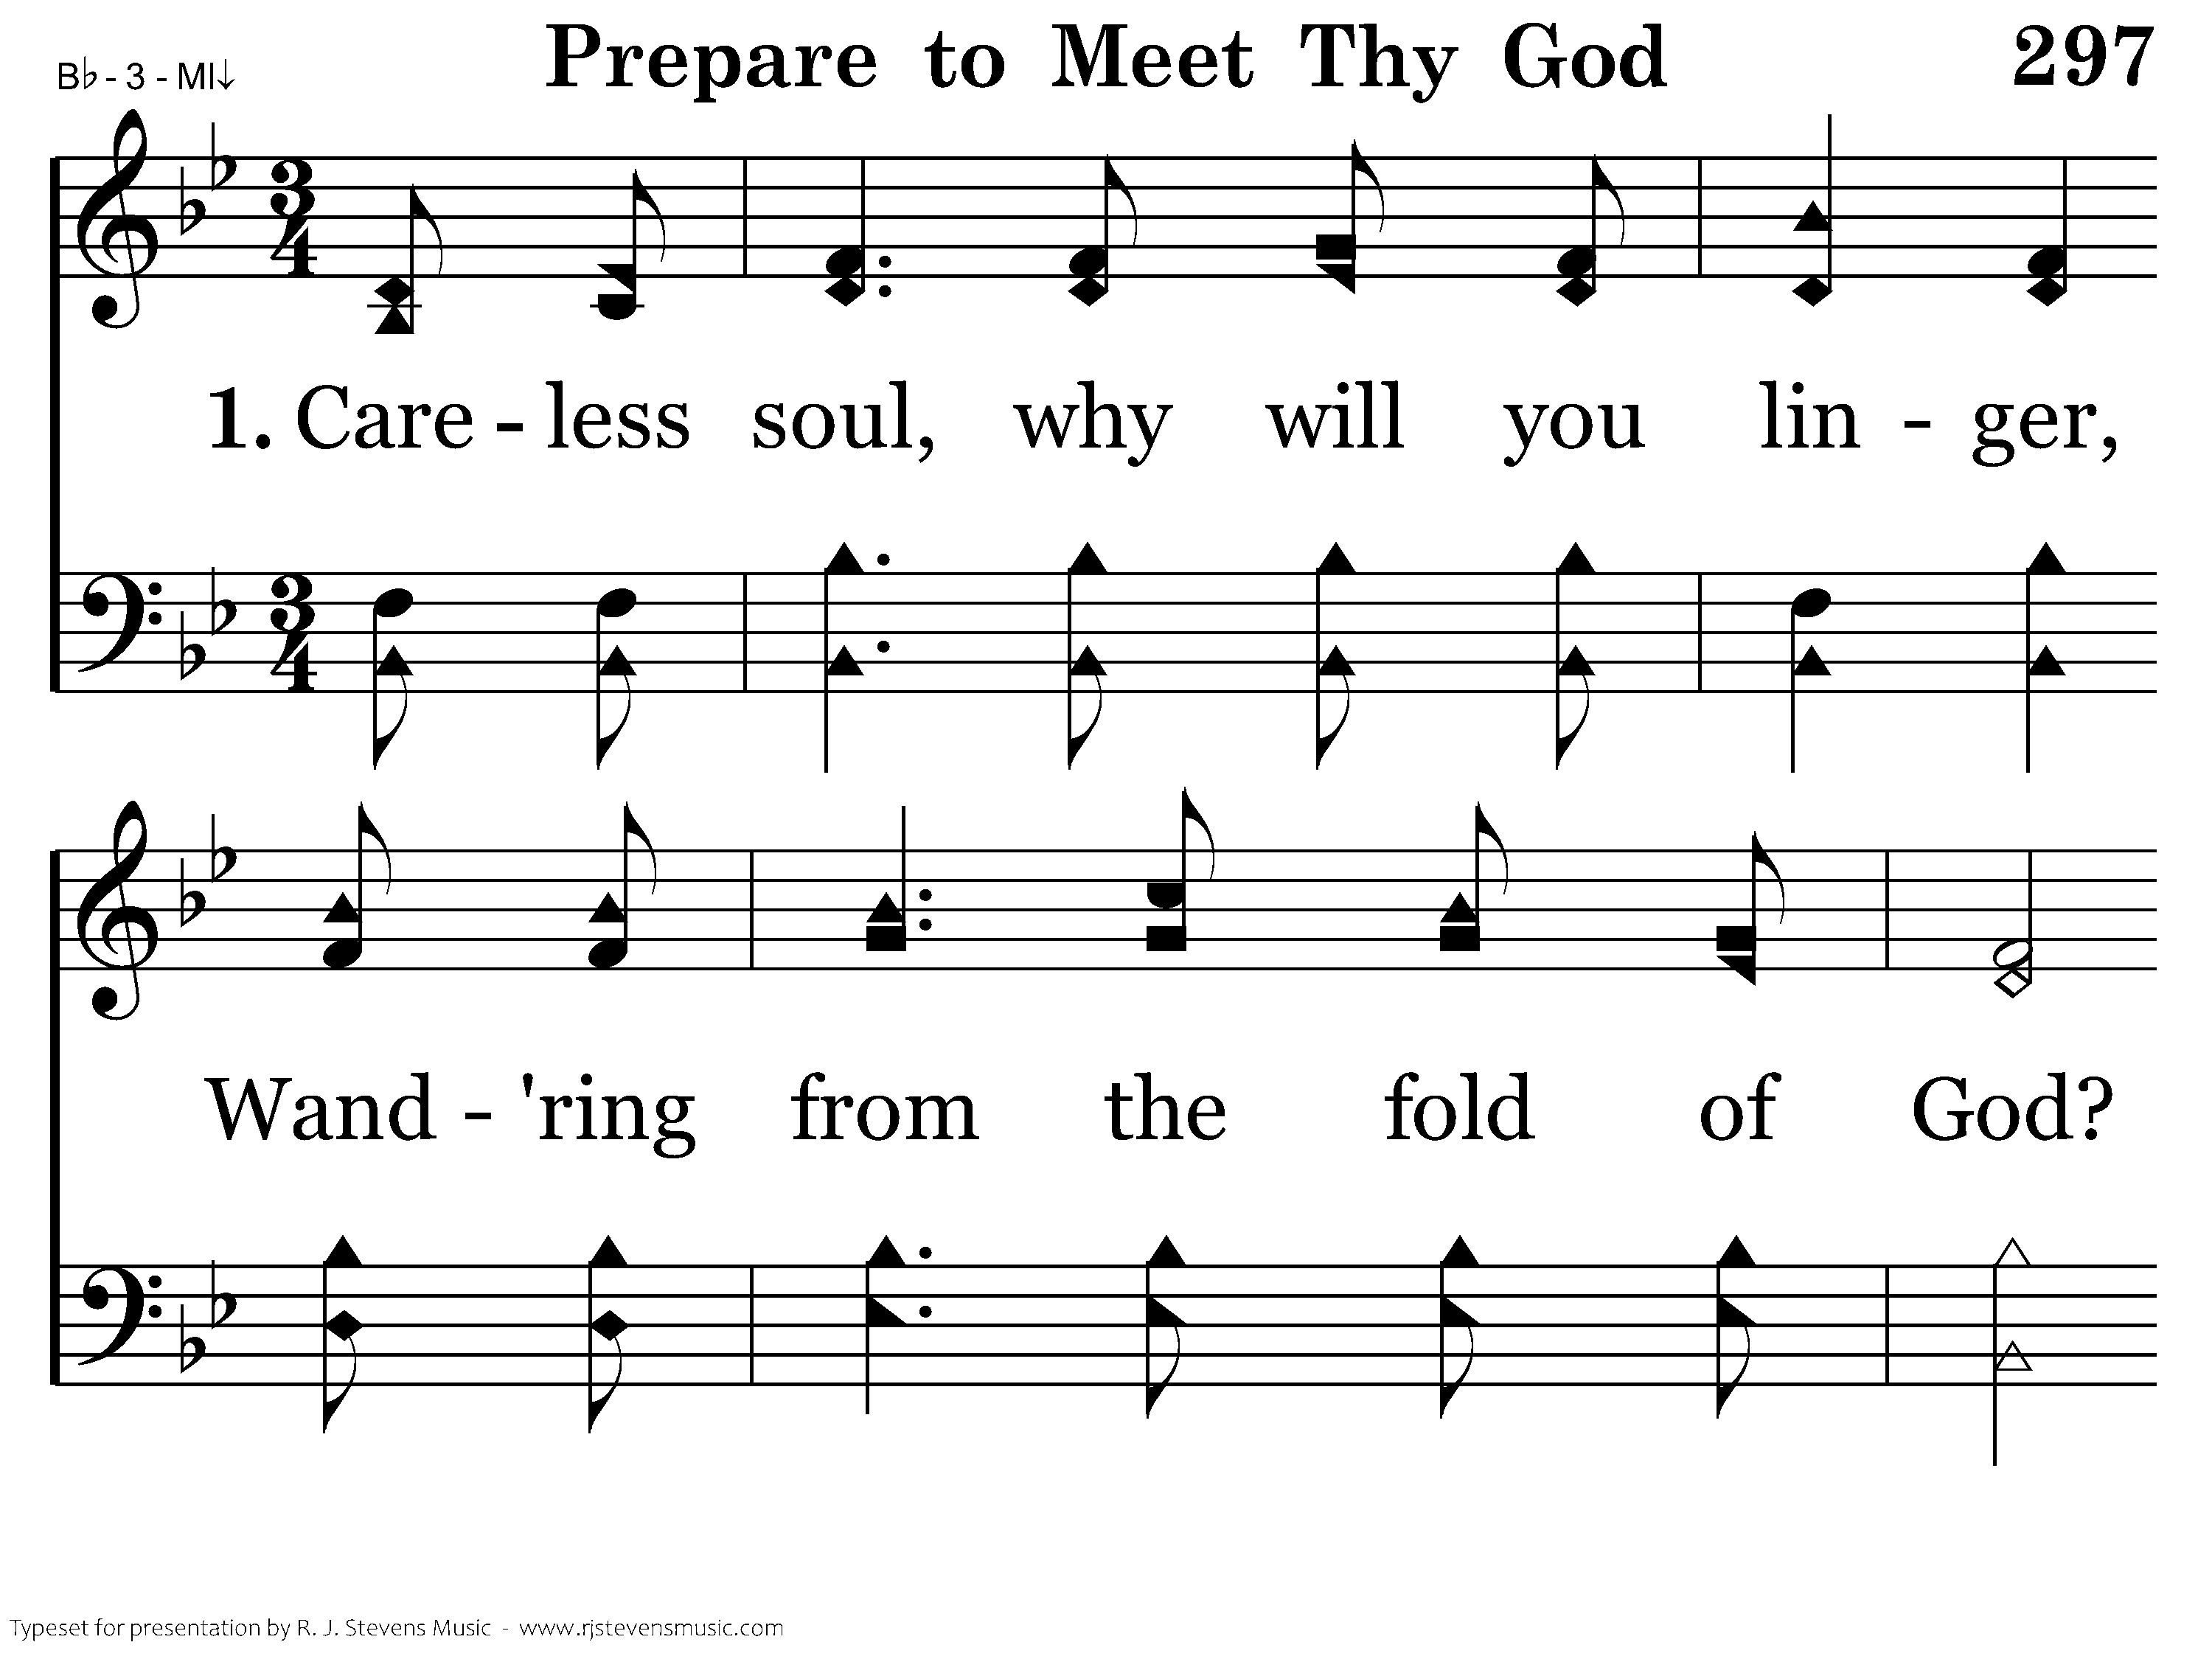 B♭ - 3 - MI↓ Prepare to Meet Thy God 297
1. Care - less soul, why will you lin - ger,
Wand - 'ring from the fold of God?
Typeset for presentation by R. J. Stevens Music - www.rjstevensmusic.com